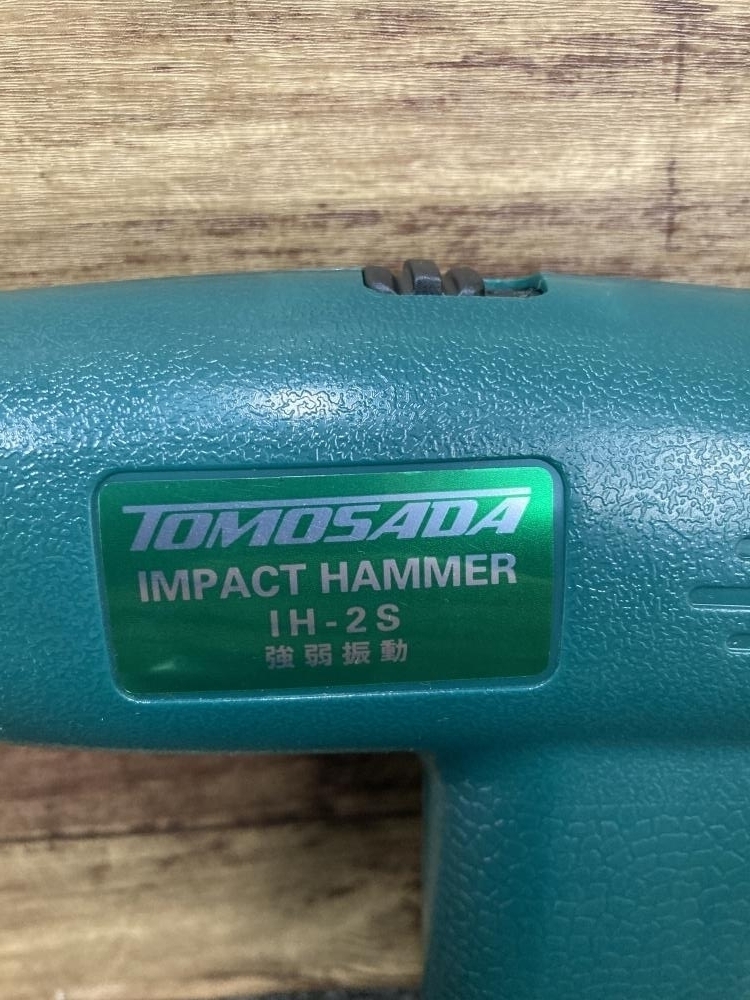 TOMOSADA
IMPACT HAMMER
IH-2S
強弱振動